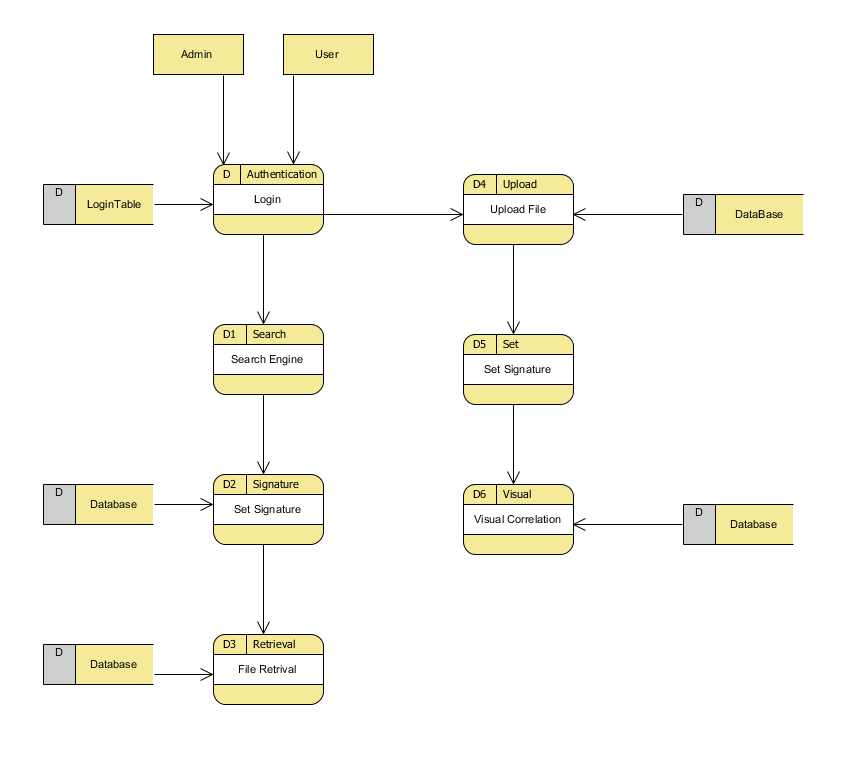 Admin
User
D Authentication
Login
D
LoginTable
D4 Upload
Upload File
D
DataBase
D1 Search
Search Engine
D5 Set
Set Signature
D2 Signature
Set Signature
D
Database
D6 Visual
Visual Correlation
D
Database
D3 Retrieval
File Retrival
D
Database